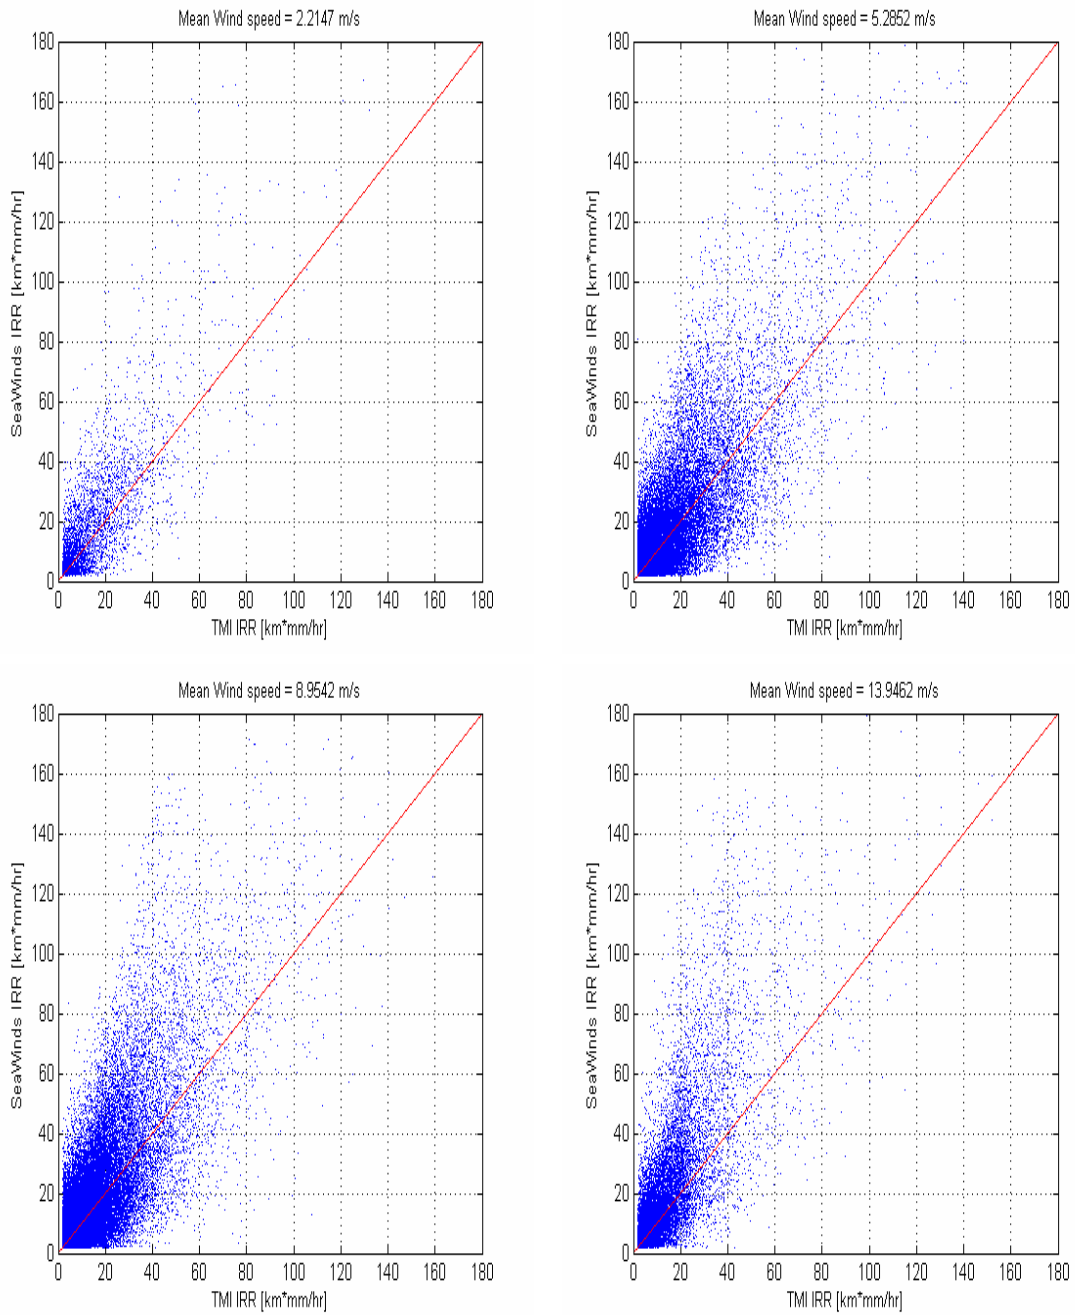 Mean Wind speed = 2.2147 m/s
180
160
140
120
100
80
60
40
20
0
SeaWinds IRR [km*mm/hr]
0 20 40 60 80 100 120 140 160 180
TMI IRR [km*mm/hr]
Mean Wind speed = 5.2852 m/s
180
160
140
120
100
80
60
40
20
0
SeaWinds IRR [km*mm/hr]
0 20 40 60 80 100 120 140 160 180
TMI IRR [km*mm/hr]
Mean Wind speed = 8.9542 m/s
180
160
140
120
100
80
60
40
20
0
SeaWinds IRR [km*mm/hr]
0 20 40 60 80 100 120 140 160 180
TMI IRR [km*mm/hr]
Mean Wind speed = 13.9462 m/s
180
160
140
120
100
80
60
40
20
0
SeaWinds IRR [km*mm/hr]
0 20 40 60 80 100 120 140 160 180
TMI IRR [km*mm/hr]